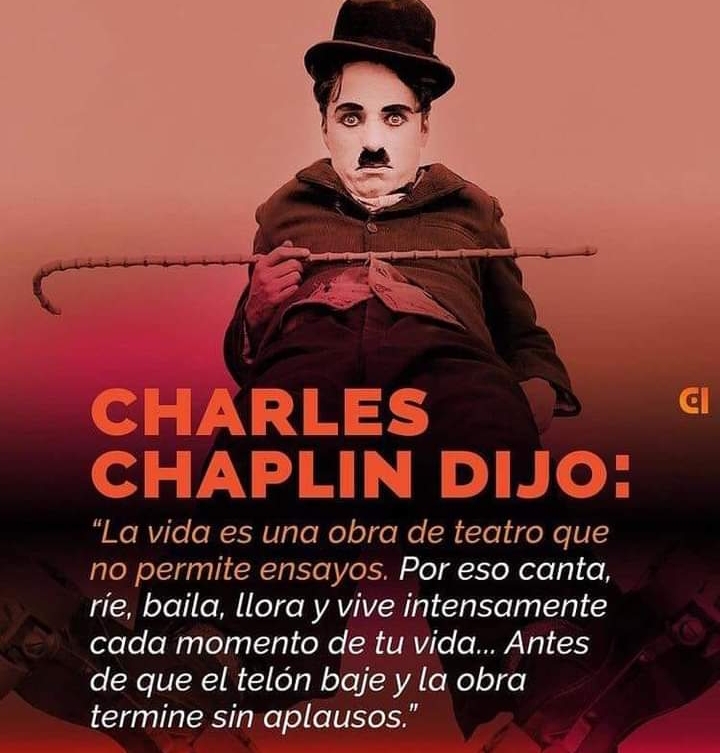 CHARLES
CHAPLIN DIJO:
“La vida es una obra de teatro que
no permite ensayos. Por eso canta,
ríe, baila, llora y vive intensamente
cada momento de tu vida... Antes
de que el telón baje y la obra
termine sin aplausos.”